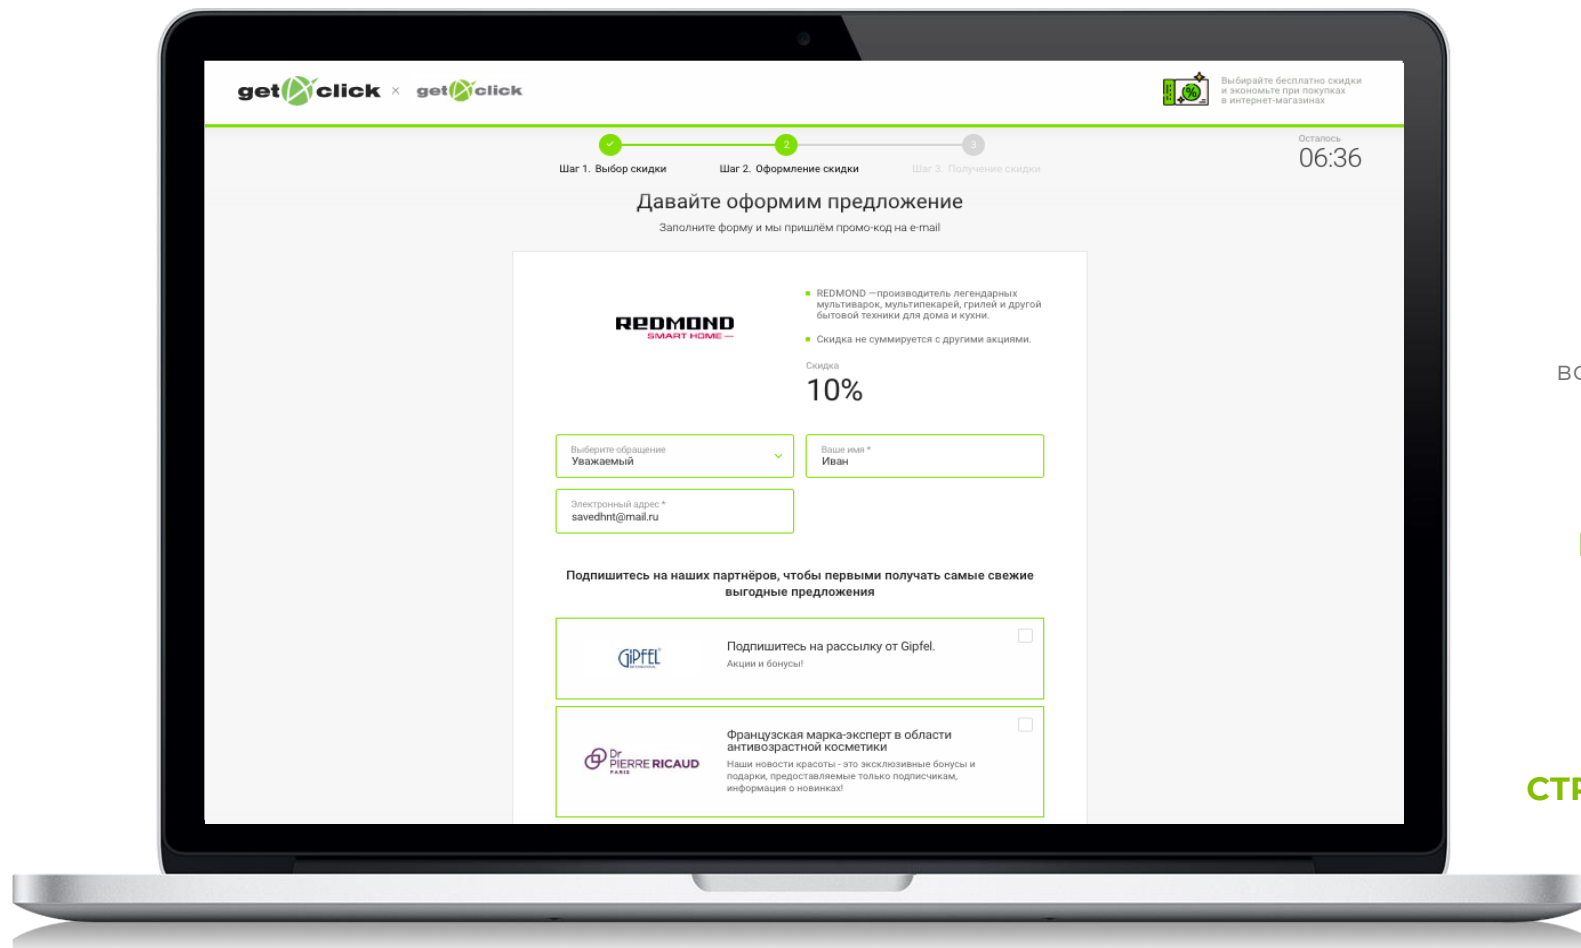 get click × get click
Выбирайте бесплатно скидки
и экономьте при покупках
в интернет-магазинах
2
3
Шаг 1. Выбор скидки
Шаг 2. Оформление скидки
Шаг 3. Получение скидки
Осталось
06:36
Давайте оформим предложение
Заполните форму и мы пришлём промо-код на e-mail
REDMOND
SMART HOME —
REDMOND —производитель легендарных
мультиварок, мультипекарей, грилей и другой
бытовой техники для дома и кухни.
Скидка не суммируется с другими акциями.
Скидка
10%
Выберите обращение
Уважаемый
Ваше имя *
Иван
Электронный адрес *
savedhnt@mail.ru
Подпишитесь на наших партнёров, чтобы первыми получать самые свежие
выгодные предложения
GIPFEL
Подпишитесь на рассылку от Gipfel.
Акции и бонусы!
Dr
PIERRE RICAUD
PARIS
Французская марка-эксперт в области
антивозрастной косметики
Наши новости красоты - это эксклюзивные бонусы и
подарки, предоставляемые только подписчикам,
информация о новинках!